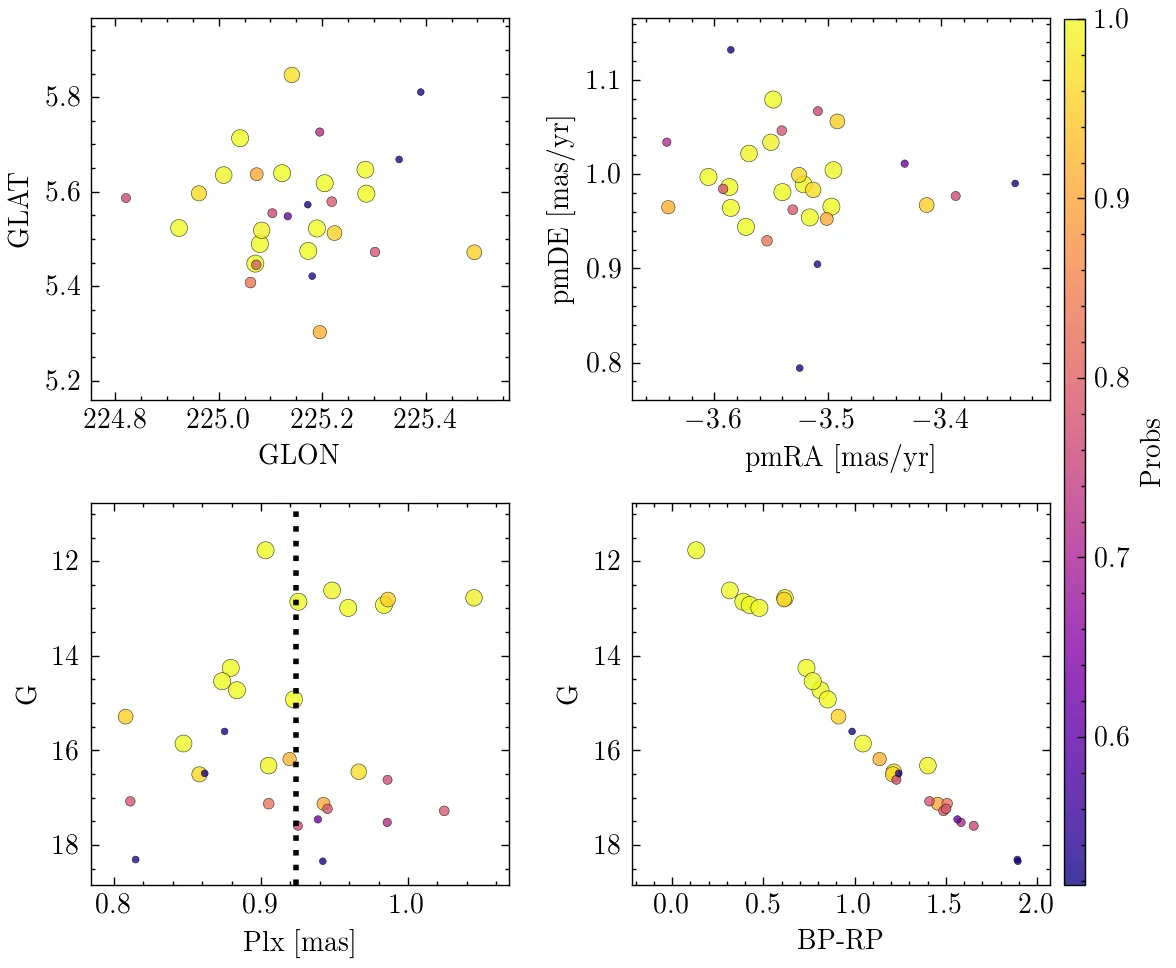 5.8
5.6
5.4
5.2
GLAT
224.8 225.0 225.2 225.4
GLON
1.1
1.0
0.9
0.8
pmDE [mas/yr]
−3.6 −3.5 −3.4
pmRA [mas/yr]
12
14
16
18
G
0.8 0.9 1.0
Plx [mas]
12
14
16
18
G
0.0 0.5 1.0 1.5 2.0
BP-RP
1.0
0.9
0.8
0.7
0.6
Probs